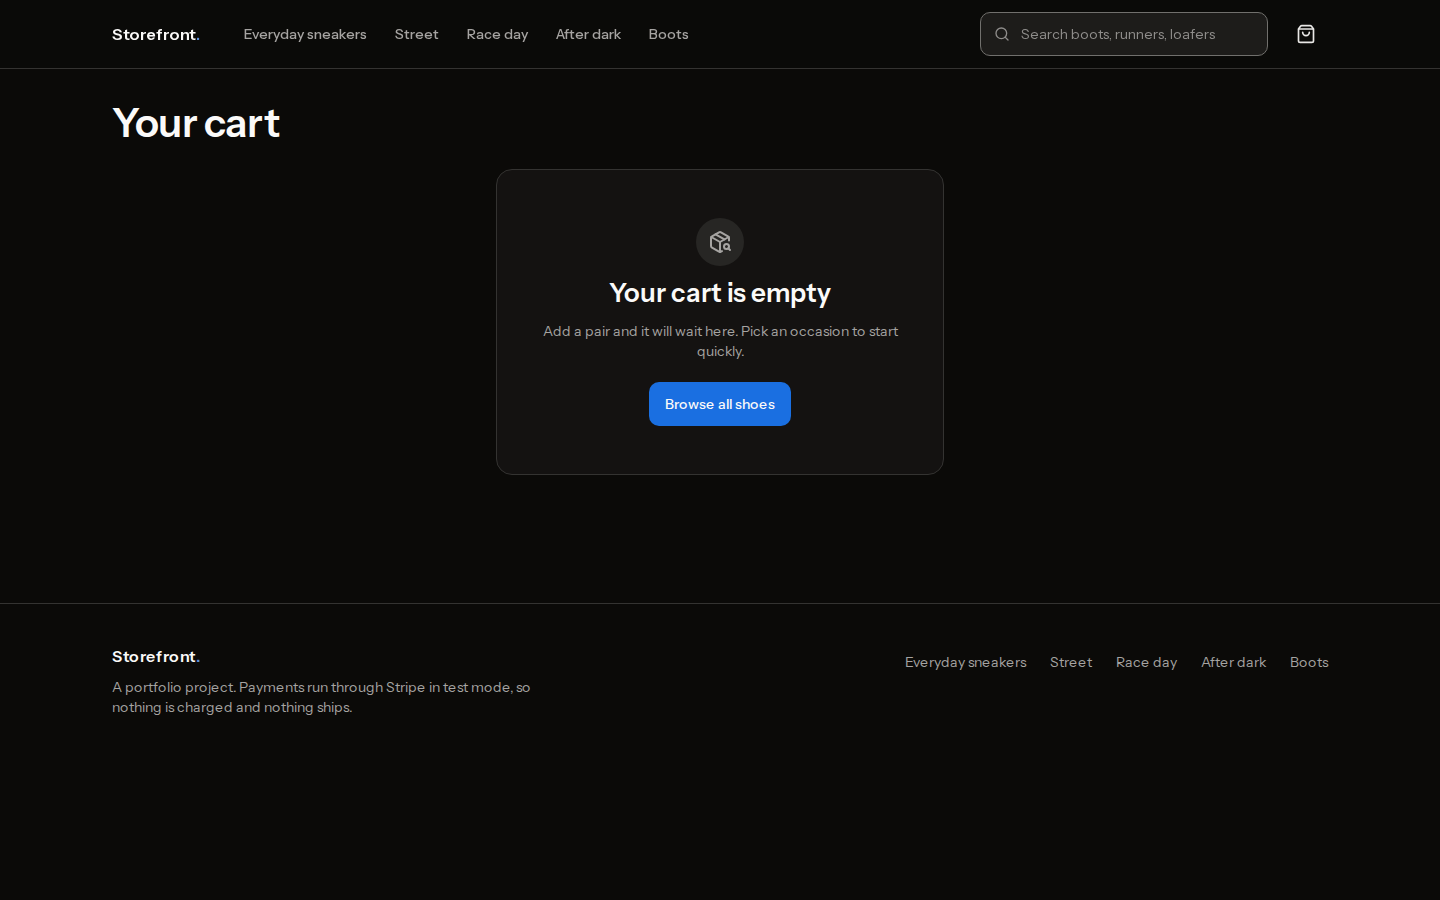 Storefront.
Everyday sneakers
Street
Race day
After dark
Boots
Search boots, runners, loafers
Your cart
Your cart is empty
Add a pair and it will wait here. Pick an occasion to start
quickly.
Browse all shoes
Storefront.
A portfolio project. Payments run through Stripe in test mode, so
nothing is charged and nothing ships.
Everyday sneakers
Street
Race day
After dark
Boots